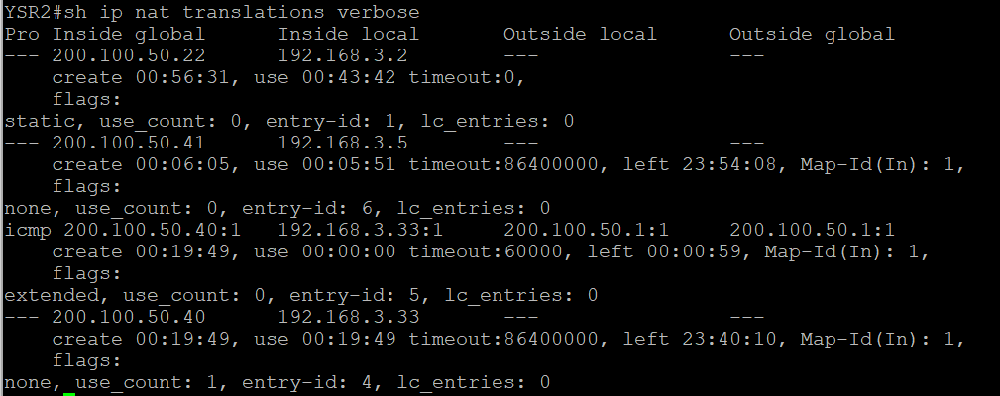 YSR2#sh ip nat translations verbose
Pro Inside global      Inside local       Outside local      Outside global
--- 200.100.50.22      192.168.3.2        ---                ---
    create 00:56:31, use 00:43:42 timeout:0,
    flags:
static, use_count: 0, entry-id: 1, lc_entries: 0
--- 200.100.50.41      192.168.3.5        ---                ---
    create 00:06:05, use 00:05:51 timeout:86400000, left 23:54:08, Map-Id(In): 1,
    flags:
none, use_count: 0, entry-id: 6, lc_entries: 0
icmp 200.100.50.40:1   192.168.3.33:1     200.100.50.1:1     200.100.50.1:1
    create 00:19:49, use 00:00:00 timeout:60000, left 00:00:59, Map-Id(In): 1,
    flags:
extended, use_count: 0, entry-id: 5, lc_entries: 0
--- 200.100.50.40      192.168.3.33       ---                ---
    create 00:19:49, use 00:19:49 timeout:86400000, left 23:40:10, Map-Id(In): 1,
    flags:
none, use_count: 1, entry-id: 4, lc_entries: 0